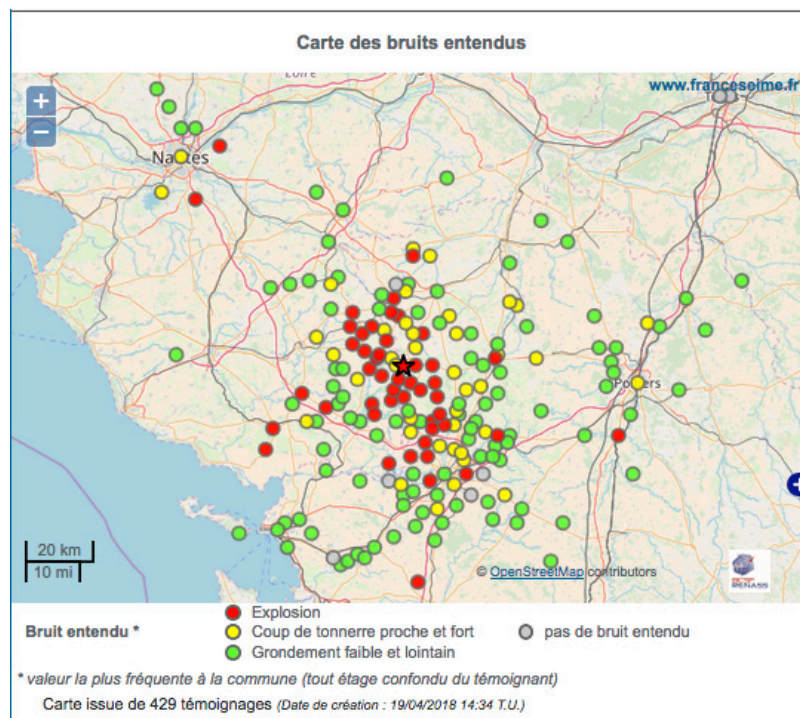 Carte des bruits entendus
Loire
www.franceseime.fr
+
−
Nantes
Poitiers
20 km
10 mi
© OpenStreetMap contributors
RENASS
Bruit entendu *
Explosion
Coup de tonnerre proche et fort
pas de bruit entendu
Grondement faible et lointain
* valeur la plus fréquente à la commune (tout étage confondu du témoignant)
Carte issue de 429 témoignages (Date de création : 19/04/2018 14:34 T.U.)